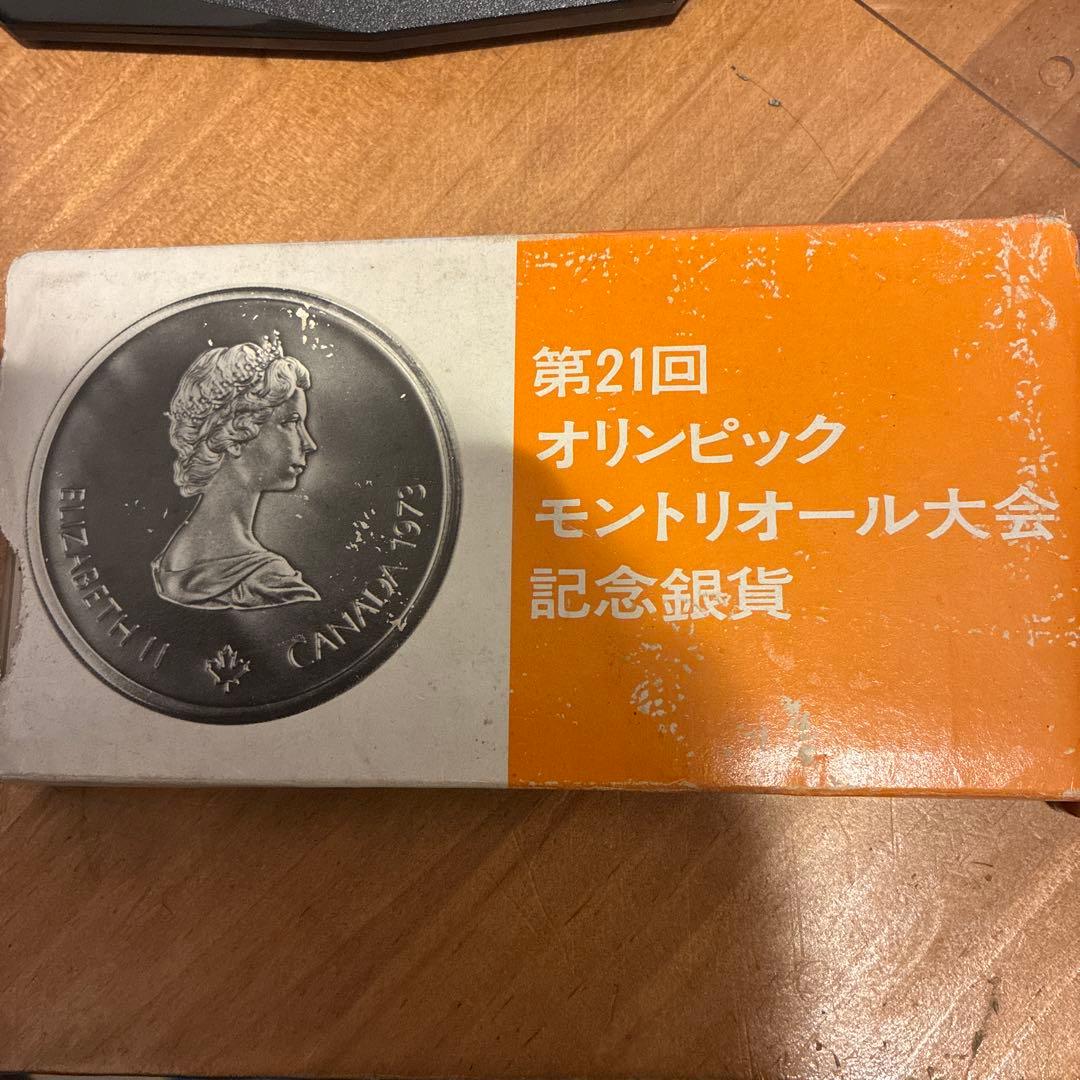 第21回
オリンピック
モントリオール大会
記念銀貨
ELIZABETH II
CANADA 1973